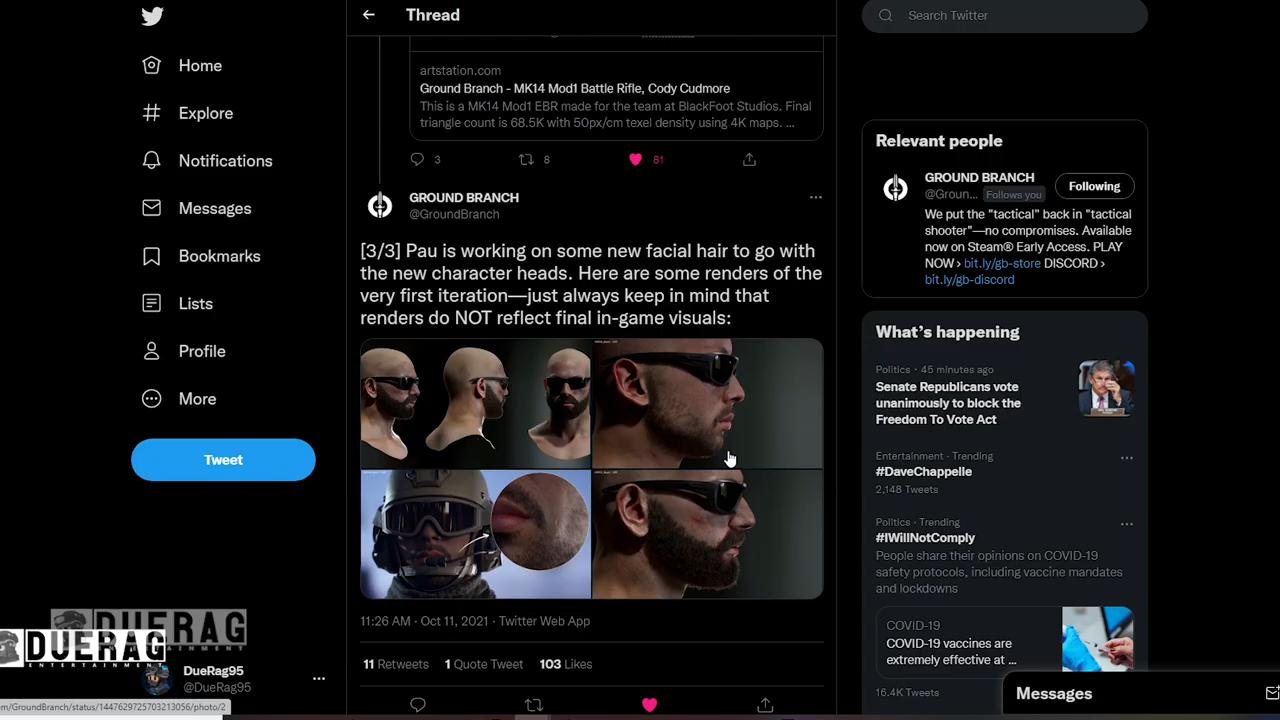 Thread
Search Twitter
Home
Explore
Notifications
Messages
Bookmarks
Lists
Profile
More
Tweet
artstation.com
Ground Branch - MK14 Mod1 Battle Rifle, Cody Cudmore
This is a MK14 Mod1 EBR made for the team at BlackFoot Studios. Final
triangle count is 68.5K with 50px/cm texel density using 4K maps. ...
3
8
81
GROUND BRANCH
@GroundBranch
[3/3] Pau is working on some new facial hair to go with
the new character heads. Here are some renders of the
very first iteration—just always keep in mind that
renders do NOT reflect final in-game visuals:
11:26 AM · Oct 11, 2021 · Twitter Web App
11 Retweets 1 Quote Tweet 103 Likes
Relevant people
GROUND BRANCH
@Groun... Follows you
Following
We put the "tactical" back in "tactical
shooter"—no compromises. Available
now on Steam® Early Access. PLAY
NOW › bit.ly/gb-store DISCORD ›
bit.ly/gb-discord
What's happening
Politics · 45 minutes ago
Senate Republicans vote
unanimously to block the
Freedom To Vote Act
Entertainment · Trending
#DaveChappelle
2,148 Tweets
Politics · Trending
#IWillNotComply
People share their opinions on COVID-19
safety protocols, including vaccine mandates
and lockdowns
COVID-19
COVID-19 vaccines are
extremely effective at ...
16.4K Tweets
Messages
DUERAG
DUERAG
ENTERTAINMENT
DueRag95
@DueRag95
em/GroundBranch/status/1447629725703213056/photo/2